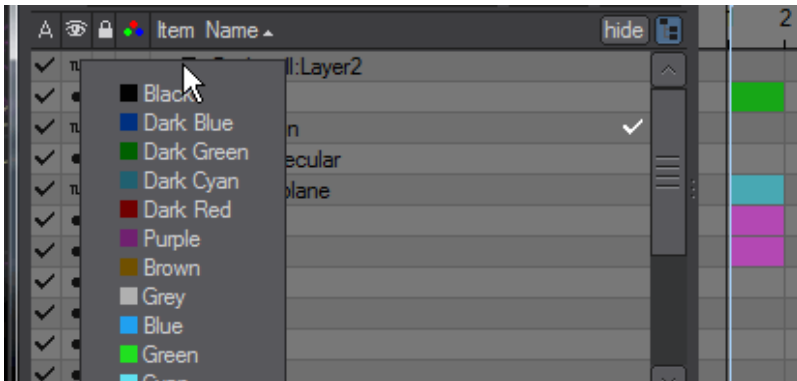 A Item Name hide 2
ll:Layer2
Black
Dark Blue
n
Dark Green
ecular
Dark Cyan
plane
Dark Red
Purple
Brown
Grey
Blue
Green